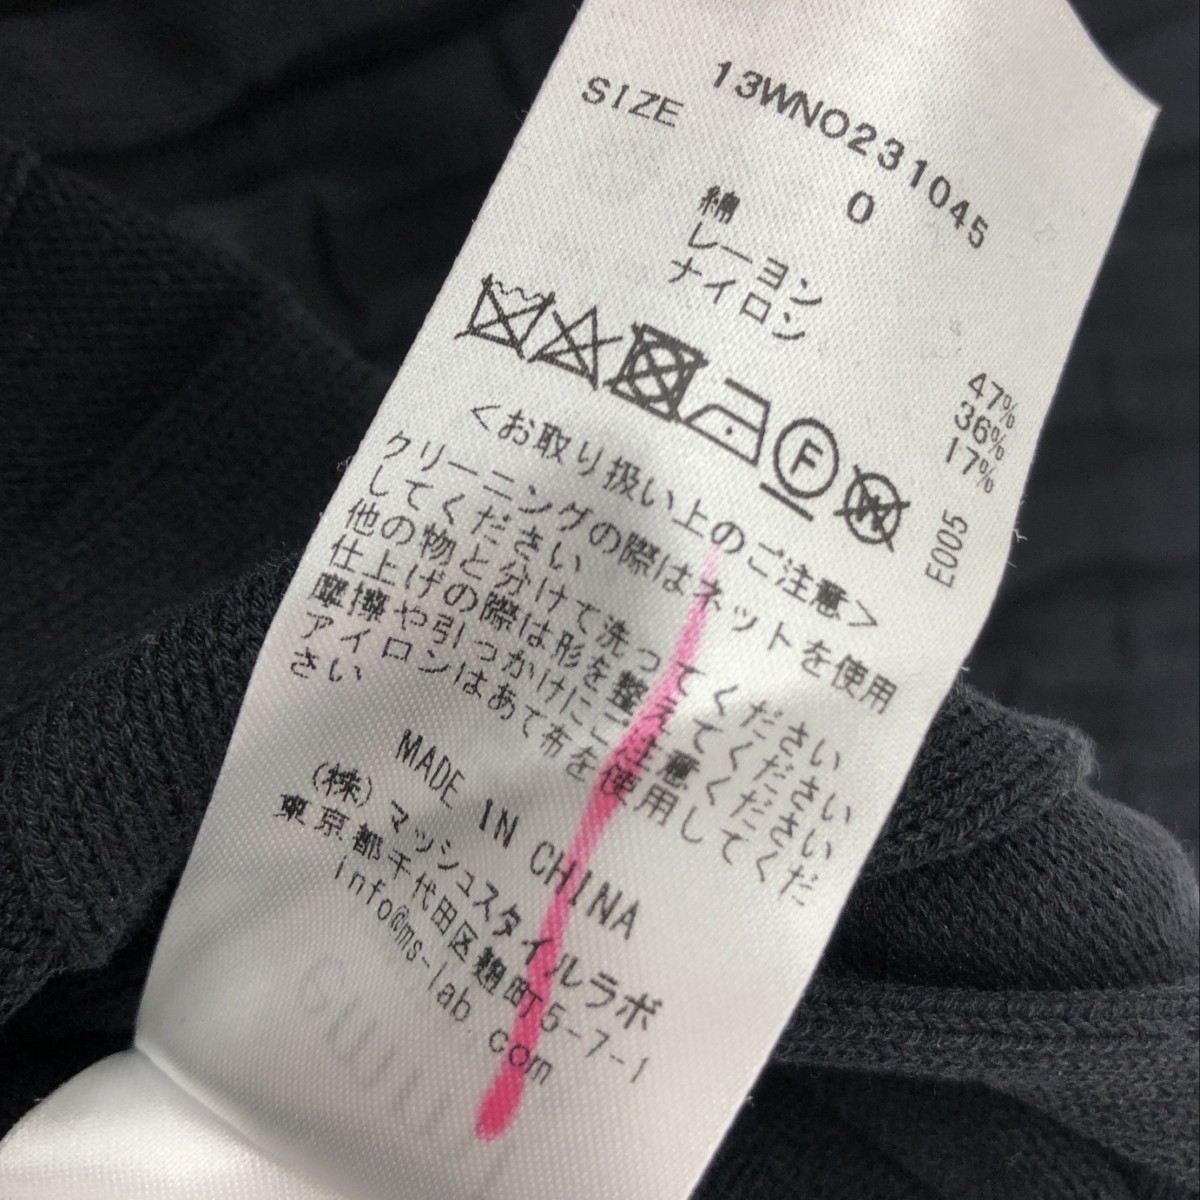 13WNO231045
SIZE 0
綿 47%
レーヨン 36%
ナイロン 17%
E005
F W
<お取り扱い上のご注意>
クリーニングの際はネットを使用
してください
他の物と分けて洗ってください
仕上げの際は形を整えてください
摩擦や引っかけにご注意ください
アイロンはあて布を使用してくだ
さい
MADE IN CHINA
(株)マッシュスタイルラボ
東京都千代田区麹町5-7-1
info@ms-lab.com